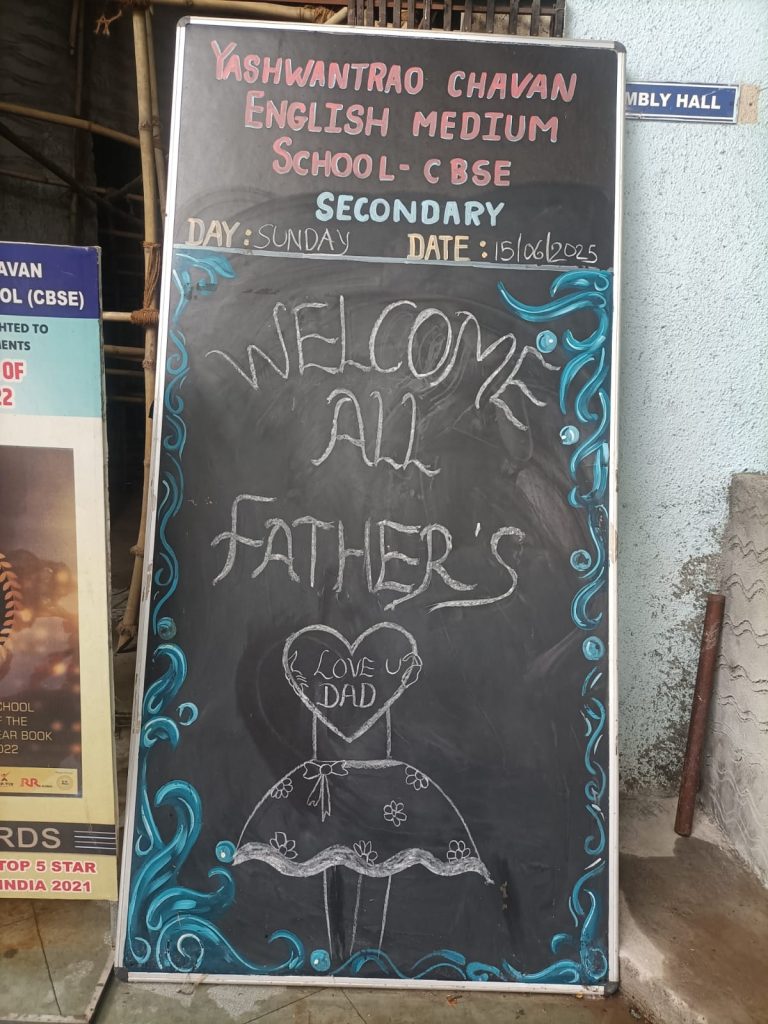 YASHWANTRAO CHAVAN
ENGLISH MEDIUM
SCHOOL- CBSE
SECONDARY
DAY: SUNDAY DATE: 15/06/2025
WELCOME
ALL
FATHER'S
LOVE U
DAD
MBLY HALL
AVAN
OL (CBSE)
HTED TO
ENTS
OF
22
CHOOL
F THE
EAR BOOK
022
RR
RDS
TOP 5 STAR
INDIA 2021